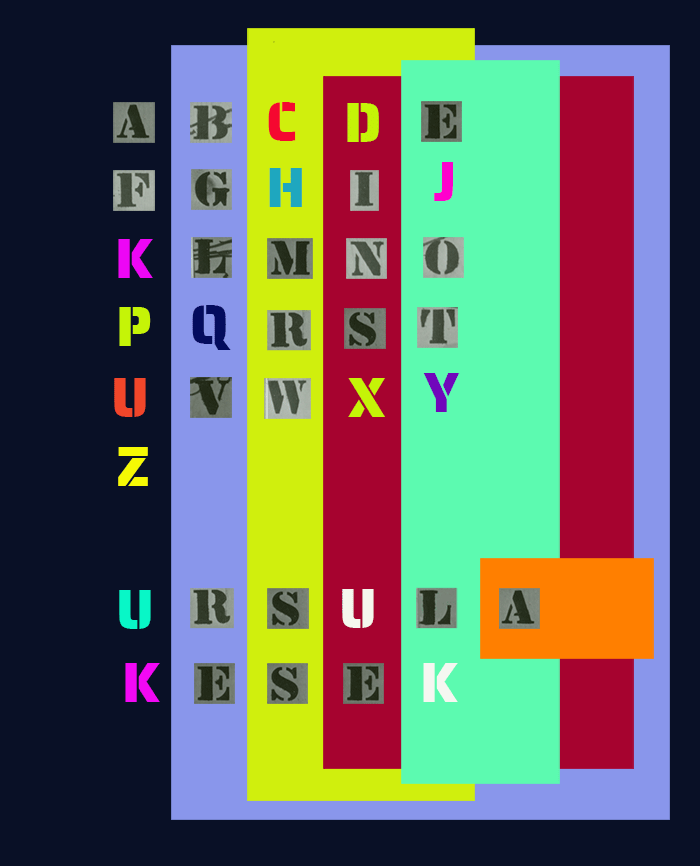 A B C D E
F G H I J
K L M N O
P Q R S T
U V W X Y
Z
U R S U L A
K E S E K